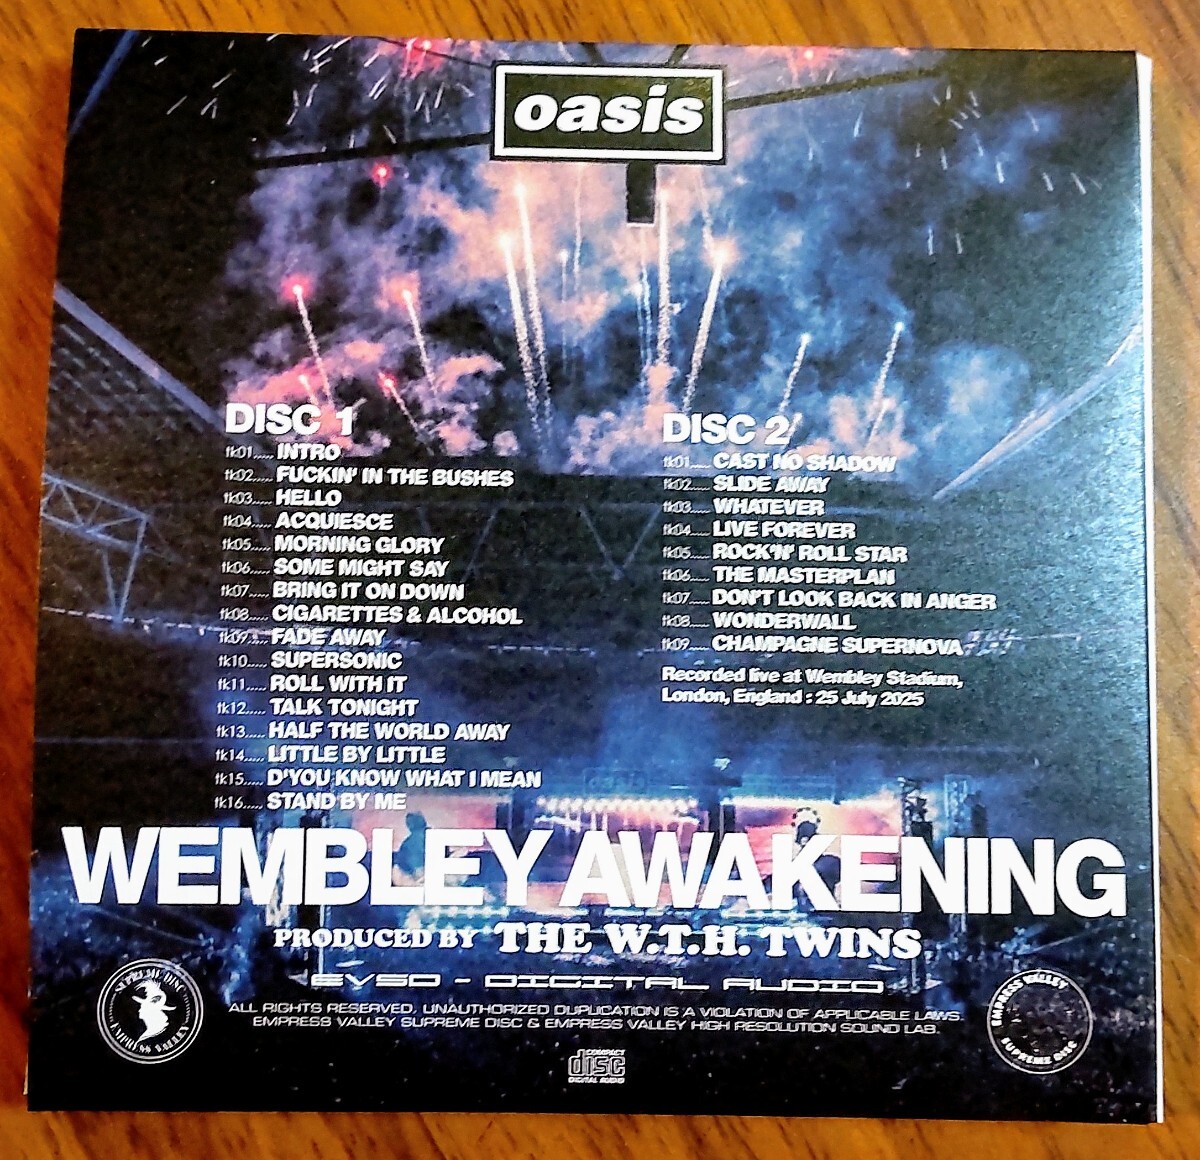 oasis
DISC 1
tk01..... INTRO
tk02..... FUCKIN' IN THE BUSHES
tk03..... HELLO
tk04..... ACQUIESCE
tk05..... MORNING GLORY
tk06..... SOME MIGHT SAY
tk07..... BRING IT ON DOWN
tk08..... CIGARETTES & ALCOHOL
tk09..... FADE AWAY
tk10..... SUPERSONIC
tk11..... ROLL WITH IT
tk12..... TALK TONIGHT
tk13..... HALF THE WORLD AWAY
tk14..... LITTLE BY LITTLE
tk15..... D'YOU KNOW WHAT I MEAN
tk16..... STAND BY ME
DISC 2
tk01..... CAST NO SHADOW
tk02..... SLIDE AWAY
tk03..... WHATEVER
tk04..... LIVE FOREVER
tk05..... ROCK'N' ROLL STAR
tk06..... THE MASTERPLAN
tk07..... DON'T LOOK BACK IN ANGER
tk08..... WONDERWALL
tk09..... CHAMPAGNE SUPERNOVA
Recorded live at Wembley Stadium,
London, England : 25 July 2025
WEMBLEY AWAKENING
PRODUCED BY THE W.T.H. TWINS
EVSD - DIGITAL AUDIO
ALL RIGHTS RESERVED. UNAUTHORIZED DUPLICATION IS A VIOLATION OF APPLICABLE LAWS.
EMPRESS VALLEY SUPREME DISC & EMPRESS VALLEY HIGH RESOLUTION SOUND LAB.
SUPREME DISC
EMPRESS VALLEY
EMPRESS VALLEY
SUPREME DISC
COMPACT
disc
DIGITAL AUDIO